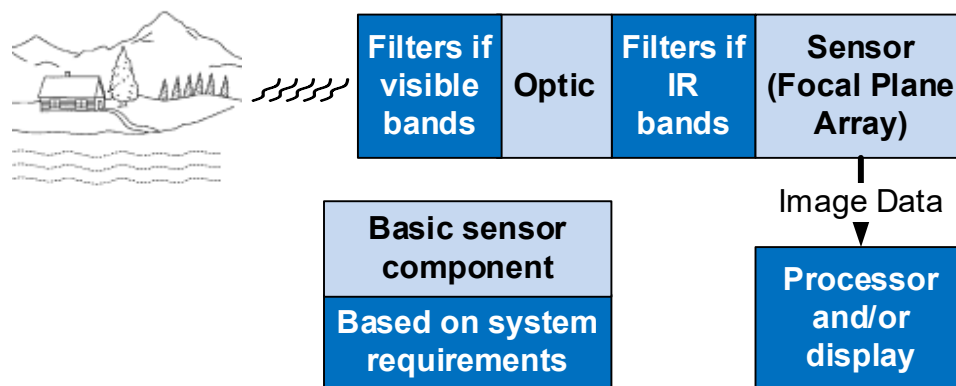 Filters if
visible
bands
Optic
Filters if
IR
bands
Sensor
(Focal Plane
Array)
Image Data
Basic sensor
component
Based on system
requirements
Processor
and/or
display